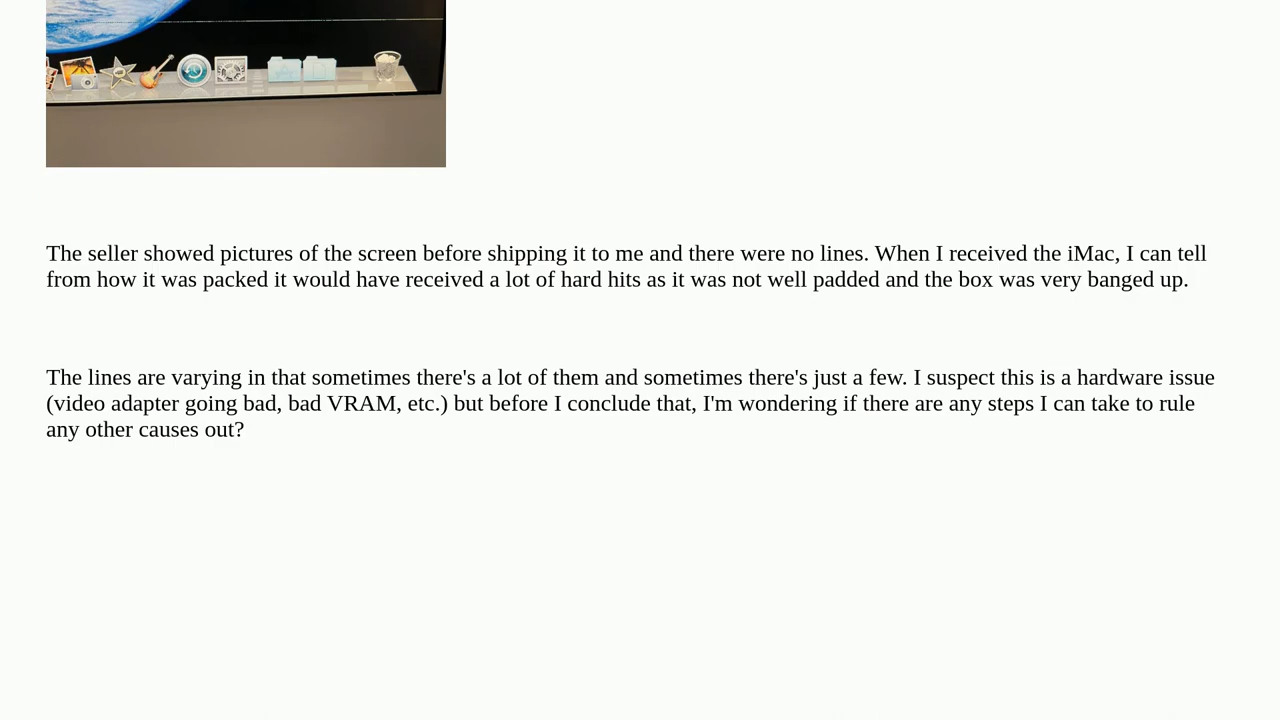 The seller showed pictures of the screen before shipping it to me and there were no lines. When I received the iMac, I can tell
from how it was packed it would have received a lot of hard hits as it was not well padded and the box was very banged up.
The lines are varying in that sometimes there's a lot of them and sometimes there's just a few. I suspect this is a hardware issue
(video adapter going bad, bad VRAM, etc.) but before I conclude that, I'm wondering if there are any steps I can take to rule
any other causes out?